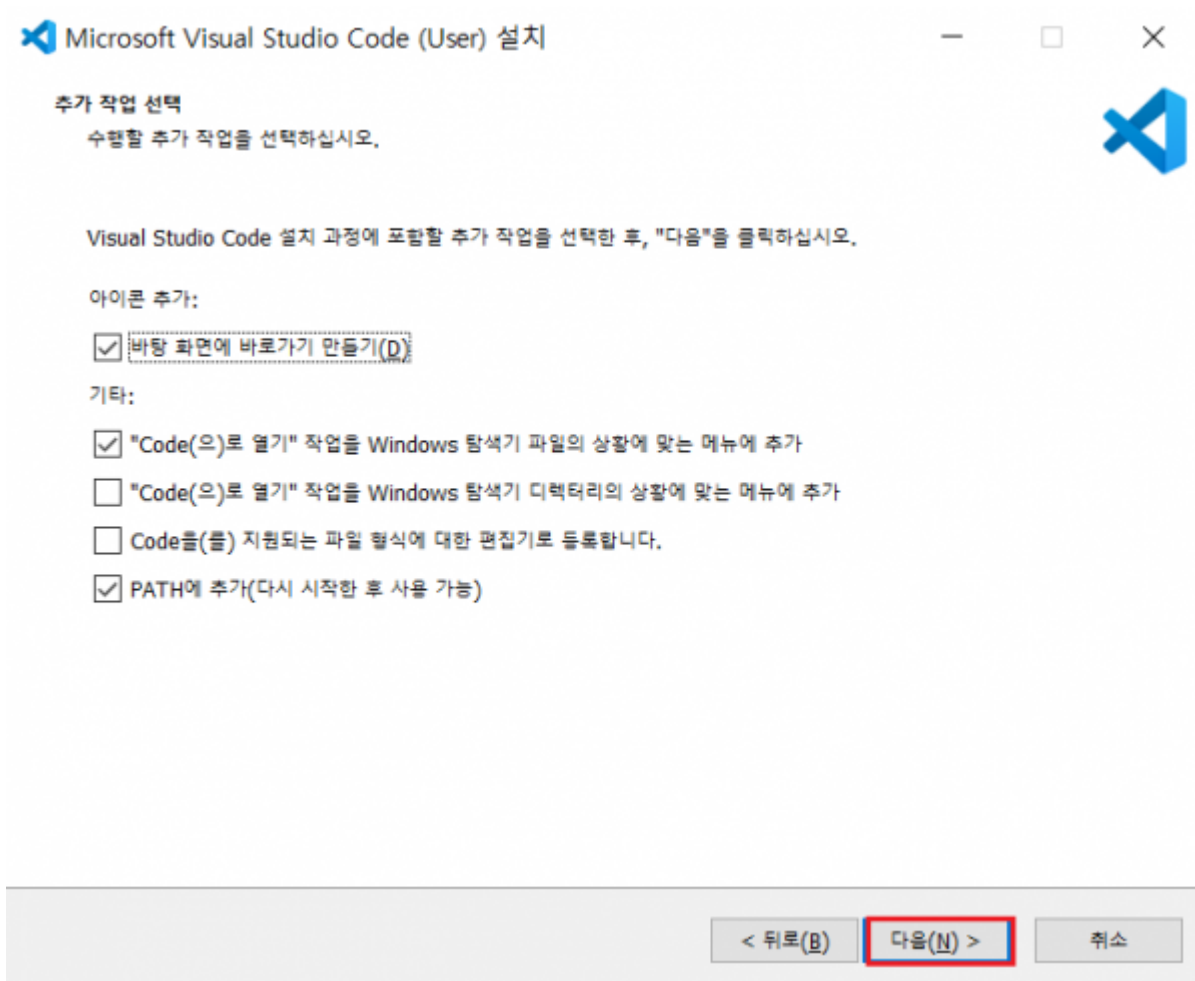 Microsoft Visual Studio Code (User) 설치
추가 작업 선택
수행할 추가 작업을 선택하십시오.
Visual Studio Code 설치 과정에 포함할 추가 작업을 선택한 후, "다음"을 클릭하십시오.
아이콘 추가:
바탕 화면에 바로가기 만들기(D)
기타:
"Code(으)로 열기" 작업을 Windows 탐색기 파일의 상황에 맞는 메뉴에 추가
"Code(으)로 열기" 작업을 Windows 탐색기 디렉터리의 상황에 맞는 메뉴에 추가
Code을(를) 지원되는 파일 형식에 대한 편집기로 등록합니다.
PATH에 추가(다시 시작한 후 사용 가능)
< 뒤로(B) 다음(N) > 취소